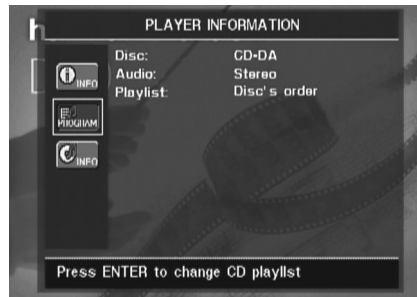 PLAYER INFORMATION
Disc: CD-DA
Audio: Stereo
Playlist: Disc's order
INFO
PROGRAM
INFO
Press ENTER to change CD playlist